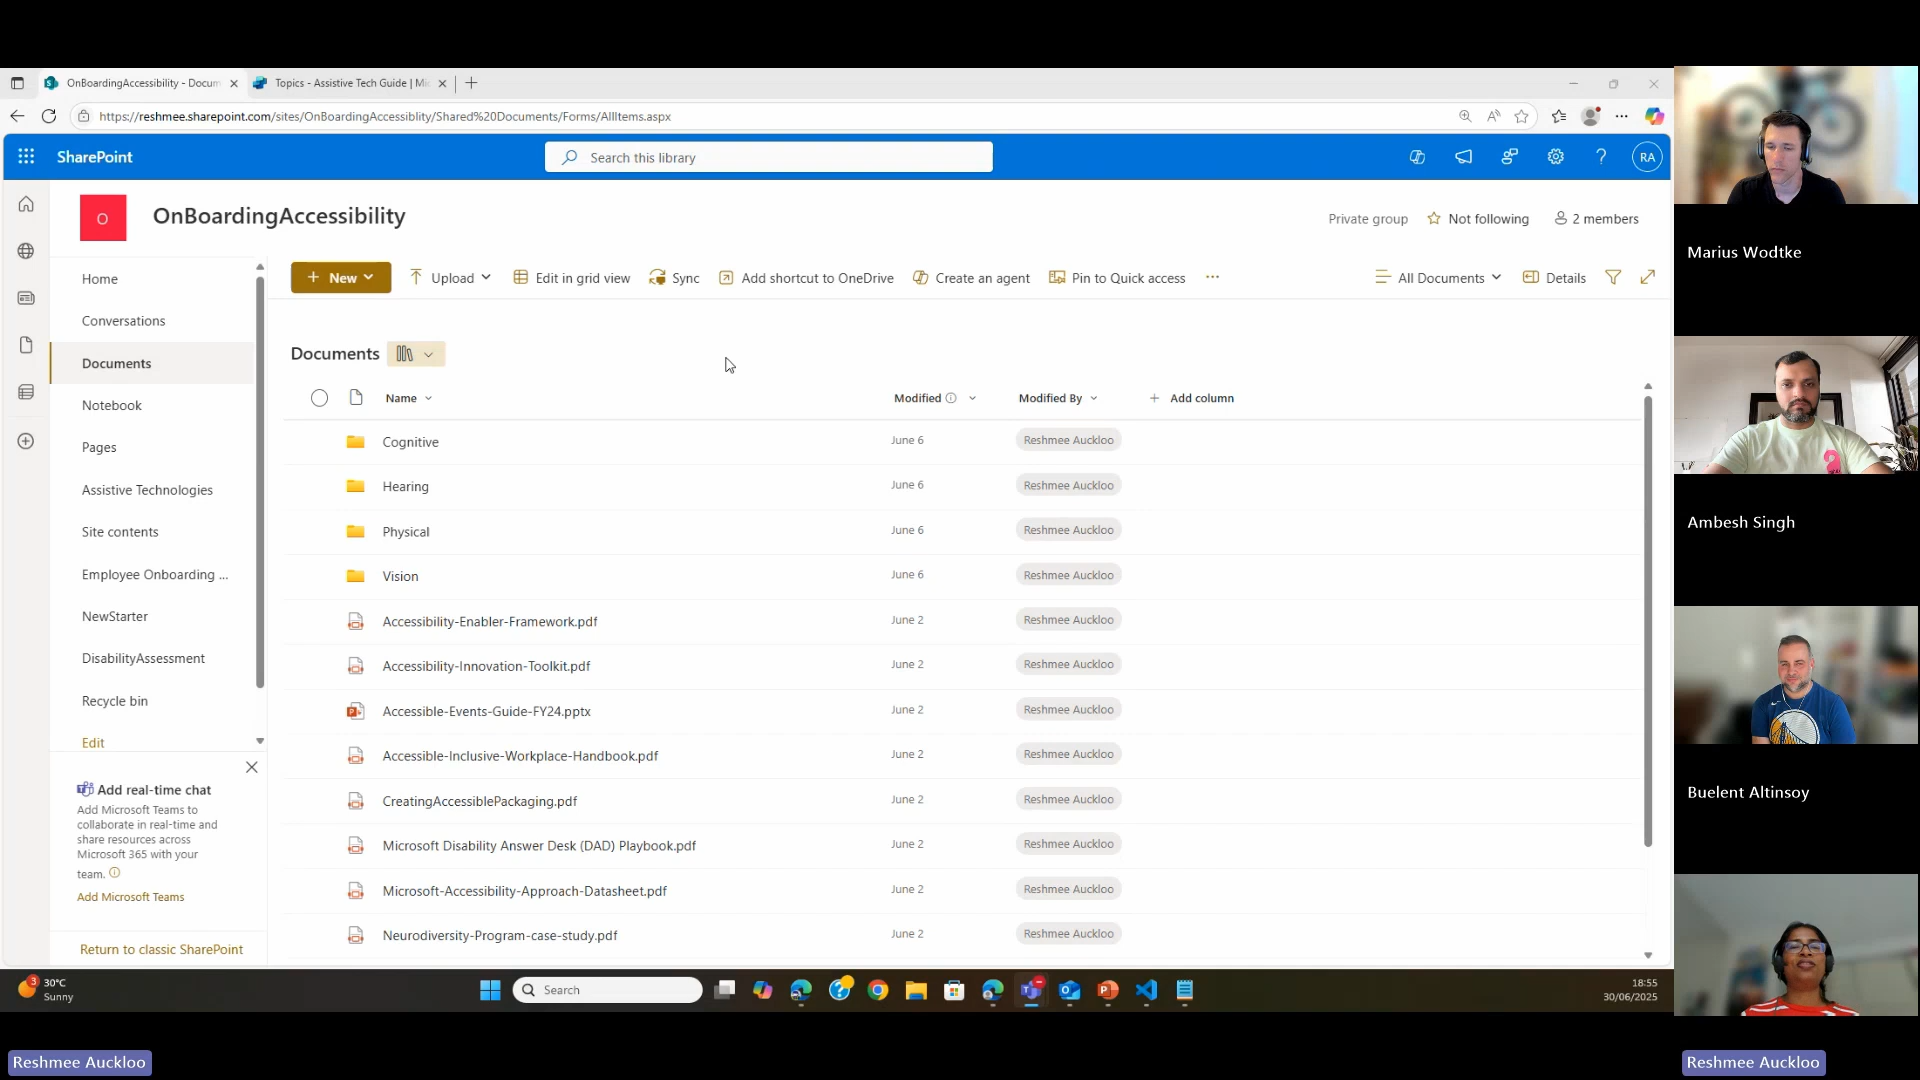 OnBoardingAccessibility - Docum
Topics - Assistive Tech Guide | Mi
https://reshmee.sharepoint.com/sites/OnBoardingAccessiblity/Shared%20Documents/Forms/AllItems.aspx
SharePoint
Search this library
RA
O
OnBoardingAccessibility
Private group
Not following
2 members
New
Upload
Edit in grid view
Sync
Add shortcut to OneDrive
Create an agent
Pin to Quick access
All Documents
Details
Home
Conversations
Documents
Notebook
Pages
Assistive Technologies
Site contents
Employee Onboarding ...
NewStarter
DisabilityAssessment
Recycle bin
Edit
Add real-time chat
Add Microsoft Teams to
collaborate in real-time and
share resources across
Microsoft 365 with your
team.
Add Microsoft Teams
Return to classic SharePoint
Documents
Name Modified Modified By Add column
Cognitive June 6 Reshmee Auckloo
Hearing June 6 Reshmee Auckloo
Physical June 6 Reshmee Auckloo
Vision June 6 Reshmee Auckloo
Accessibility-Enabler-Framework.pdf June 2 Reshmee Auckloo
Accessibility-Innovation-Toolkit.pdf June 2 Reshmee Auckloo
Accessible-Events-Guide-FY24.pptx June 2 Reshmee Auckloo
Accessible-Inclusive-Workplace-Handbook.pdf June 2 Reshmee Auckloo
CreatingAccessiblePackaging.pdf June 2 Reshmee Auckloo
Microsoft Disability Answer Desk (DAD) Playbook.pdf June 2 Reshmee Auckloo
Microsoft-Accessibility-Approach-Datasheet.pdf June 2 Reshmee Auckloo
Neurodiversity-Program-case-study.pdf June 2 Reshmee Auckloo
3
30°C
Sunny
Search
18:55
30/06/2025
Marius Wodtke
Ambesh Singh
Buelent Altinsoy
Reshmee Auckloo
Reshmee Auckloo